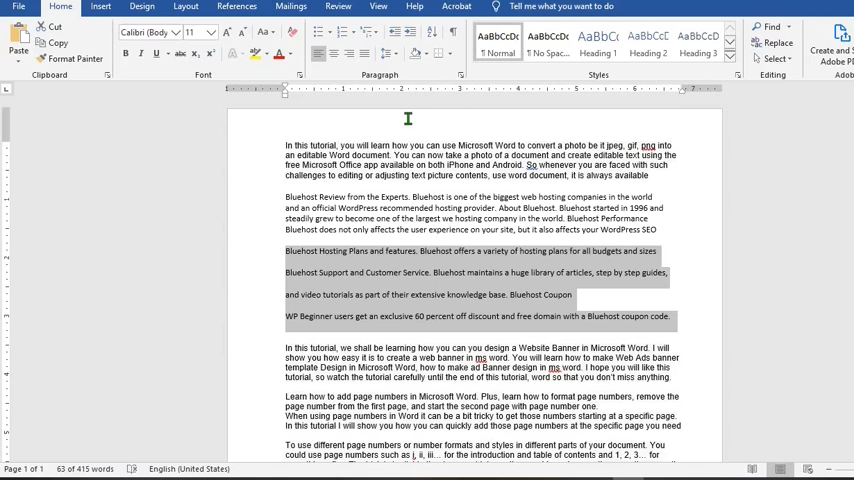 File
Home
Insert
Design
Layout
References
Mailings
Review
View
Help
Acrobat
Tell me what you want to do
Paste
Cut
Copy
Format Painter
Clipboard
Calibri (Body)
11
Font
Paragraph
AaBbCcDc
¶ Normal
AaBbCcDc
¶ No Spac...
AaBbCc
Heading 1
AaBbCcD
Heading 2
AaBbCcD
Heading 3
Styles
Find
Replace
Select
Editing
Create and S
Adobe PD
Adob
In this tutorial, you will learn how you can use Microsoft Word to convert a photo be it jpeg, gif, png into
an editable Word document. You can now take a photo of a document and create editable text using the
free Microsoft Office app available on both iPhone and Android. So whenever you are faced with such
challenges to editing or adjusting text picture contents, use word document, it is always available
Bluehost Review from the Experts. Bluehost is one of the biggest web hosting companies in the world
and an official WordPress recommended hosting provider. About Bluehost. Bluehost started in 1996 and
steadily grew to become one of the largest we hosting company in the world. Bluehost Performance
Bluehost does not only affects the user experience on your site, but it also affects your WordPress SEO
Bluehost Hosting Plans and features. Bluehost offers a variety of hosting plans for all budgets and sizes
Bluehost Support and Customer Service. Bluehost maintains a huge library of articles, step by step guides,
and video tutorials as part of their extensive knowledge base. Bluehost Coupon
WP Beginner users get an exclusive 60 percent off discount and free domain with a Bluehost coupon code.
In this tutorial, we shall be learning how you can you design a Website Banner in Microsoft Word. I will
show you how easy it is to create a web banner in ms word. You will learn how to make Web Ads banner
template Design in Microsoft Word, how to make ad Banner design in ms word. I hope you will like this
tutorial, so watch the tutorial carefully until the end of this tutorial, word so that you don't miss anything.
Learn how to add page numbers in Microsoft Word. Plus, learn how to format page numbers, remove the
page number from the first page, and start the second page with page number one.
When using page numbers in Word it can be a bit tricky to get those numbers starting at a specific page.
In this tutorial I will show you how you can quickly add those page numbers at the specific page you need
To use different page numbers or number formats and styles in different parts of your document. You
could use page numbers such as i, ii, iii... for the introduction and table of contents and 1, 2, 3... for
Page 1 of 1
63 of 415 words
English (United States)